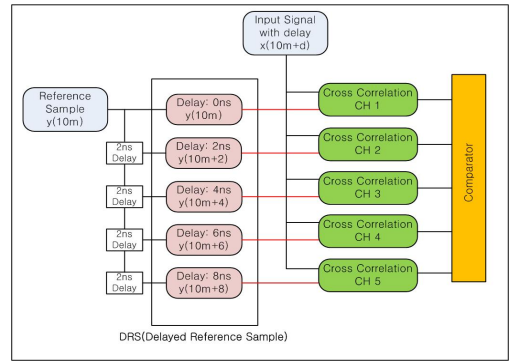 Input Signal
with delay
x(10m+d)
Reference
Sample
y(10m)
Delay: 0ns
y(10m)
Cross Correlation
CH 1
2ns
Delay
Delay: 2ns
y(10m+2)
Cross Correlation
CH 2
2ns
Delay
Delay: 4ns
y(10m+4)
Cross Correlation
CH 3
2ns
Delay
Delay: 6ns
y(10m+6)
Cross Correlation
CH 4
2ns
Delay
Delay: 8ns
y(10m+8)
Cross Correlation
CH 5
Comparator
DRS(Delayed Reference Sample)